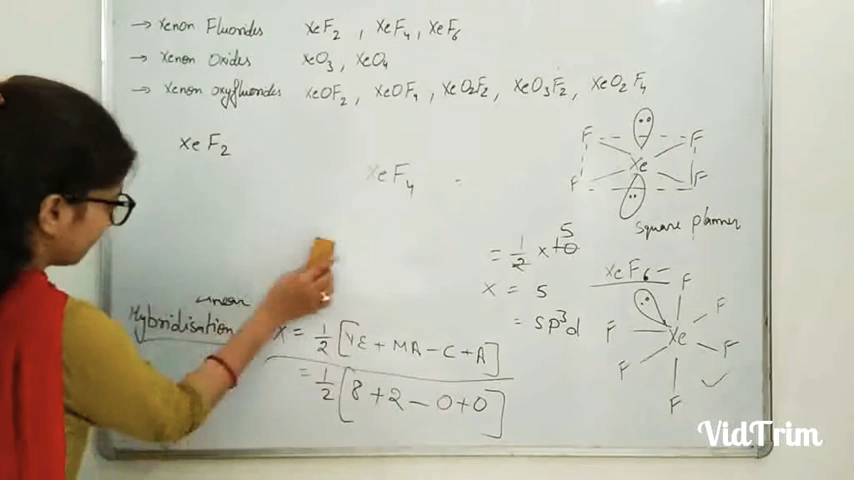 → Xenon Fluorides XeF2 , XeF4 , XeF6
→ Xenon Oxides XeO3 , XeO4
→ Xenon oxyfluorides XeOF2 , XeOF4 , XeO2F2 , XeO3F2 , XeO2F4
XeF2
XeF4 =
F F
Xe
F F
square planner
= 1/2 x 10 5
x = 5
= sp3d
XeF6 –
F
F F
Xe
F F
F
Linear
Hybridisation
X = 1/2 [VE + MA – C + A]
= 1/2 [8 + 2 – 0 + 0]
VidTrim